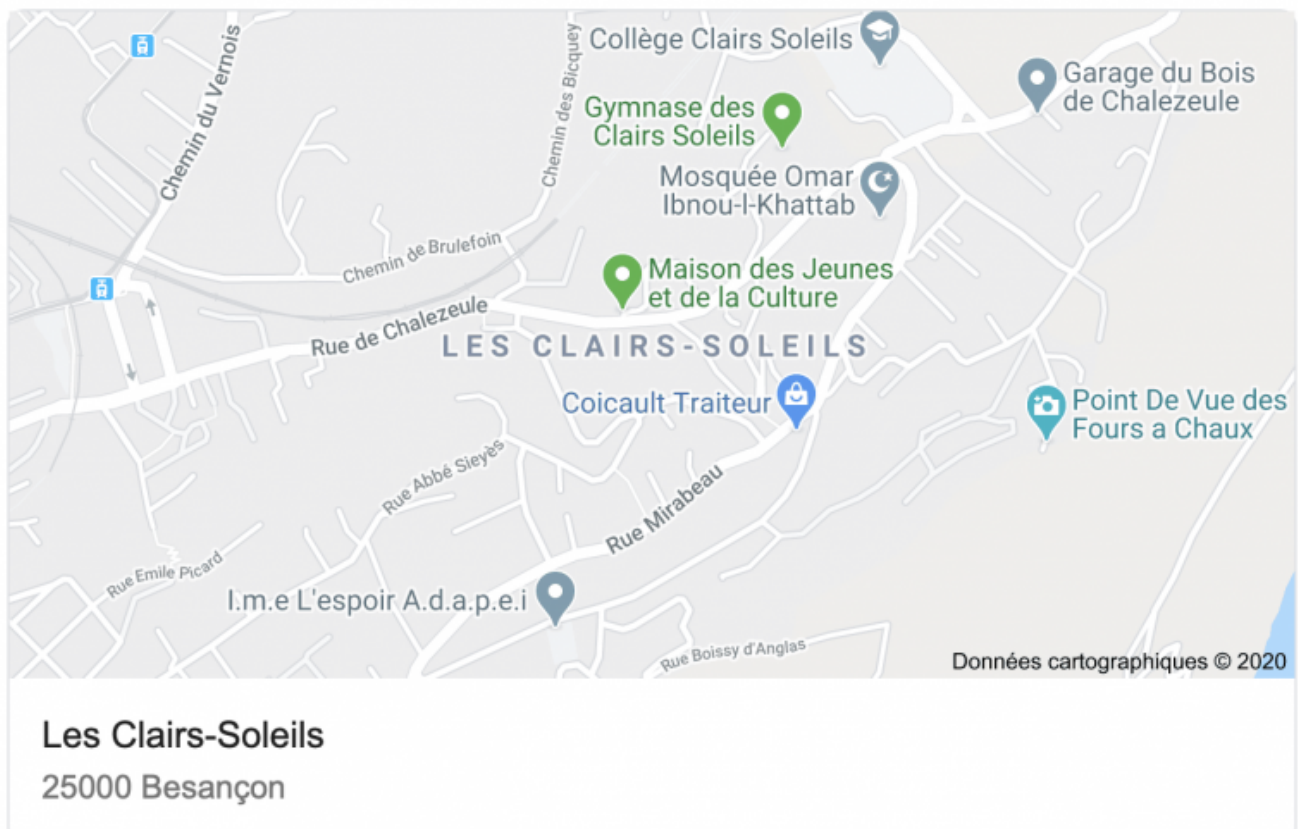 Collège Clairs Soleils
Chemin du Vernois
Chemin des Bicquey
Garage du Bois
de Chalezeule
Gymnase des
Clairs Soleils
Mosquée Omar
Ibnou-l-Khattab
Chemin de Brulefoin
Maison des Jeunes
et de la Culture
Rue de Chalezeule
LES CLAIRS-SOLEILS
Coicault Traiteur
Point De Vue des
Fours a Chaux
Rue Abbé Sieyès
Rue Mirabeau
Rue Emile Picard
I.m.e L'espoir A.d.a.p.e.i
Rue Boissy d'Anglas
Données cartographiques © 2020
Les Clairs-Soleils
25000 Besançon